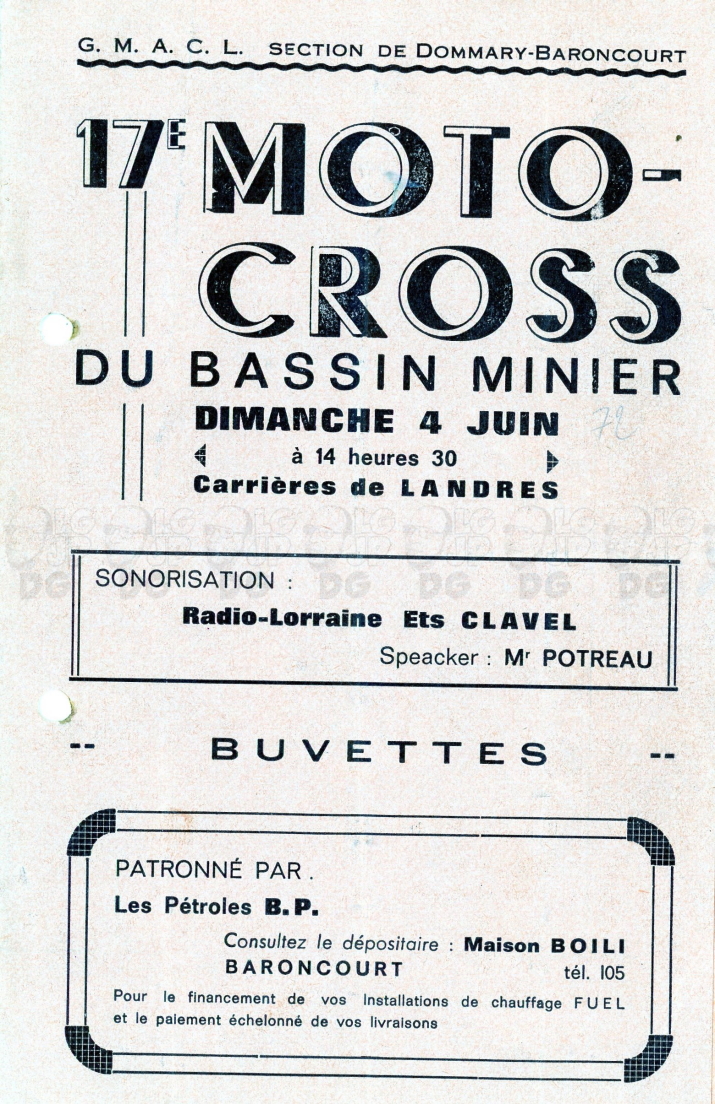 G. M. A. C. L. SECTION DE DOMMARY-BARONCOURT
17E MOTO-
CROSS
DU BASSIN MINIER
DIMANCHE 4 JUIN 72
à 14 heures 30
Carrières de LANDRES
SONORISATION :
Radio-Lorraine Ets CLAVEL
Speacker : Mr POTREAU
-- BUVETTES --
PATRONNÉ PAR .
Les Pétroles B.P.
Consultez le dépositaire : Maison BOILI
BARONCOURT tél. 105
Pour le financement de vos Installations de chauffage FUEL
et le paiement échelonné de vos livraisons